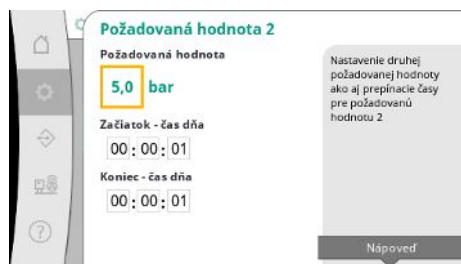 Požadovaná hodnota 2
Požadovaná hodnota
5,0 bar
Začiatok - čas dňa
00 : 00 : 01
Koniec - čas dňa
00 : 00 : 01
Nastavenie druhej
požadovanej hodnoty
ako aj prepínacie časy
pre požadovanú
hodnotu 2
Nápoveď